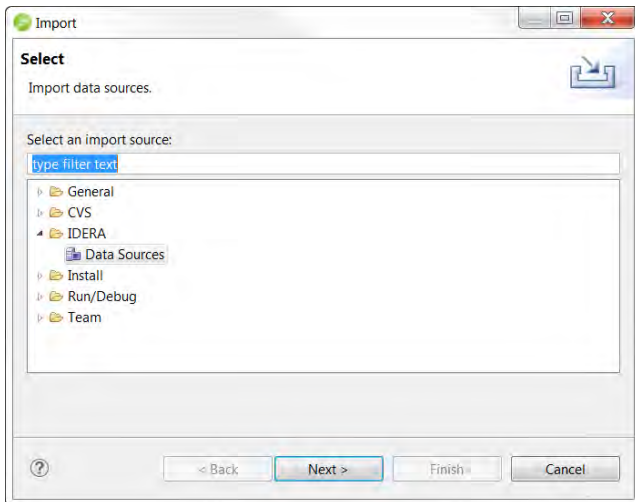 Import
Select
Import data sources.
Select an import source:
type filter text
General
CVS
IDERA
Data Sources
Install
Run/Debug
Team
?
< Back
Next >
Finish
Cancel